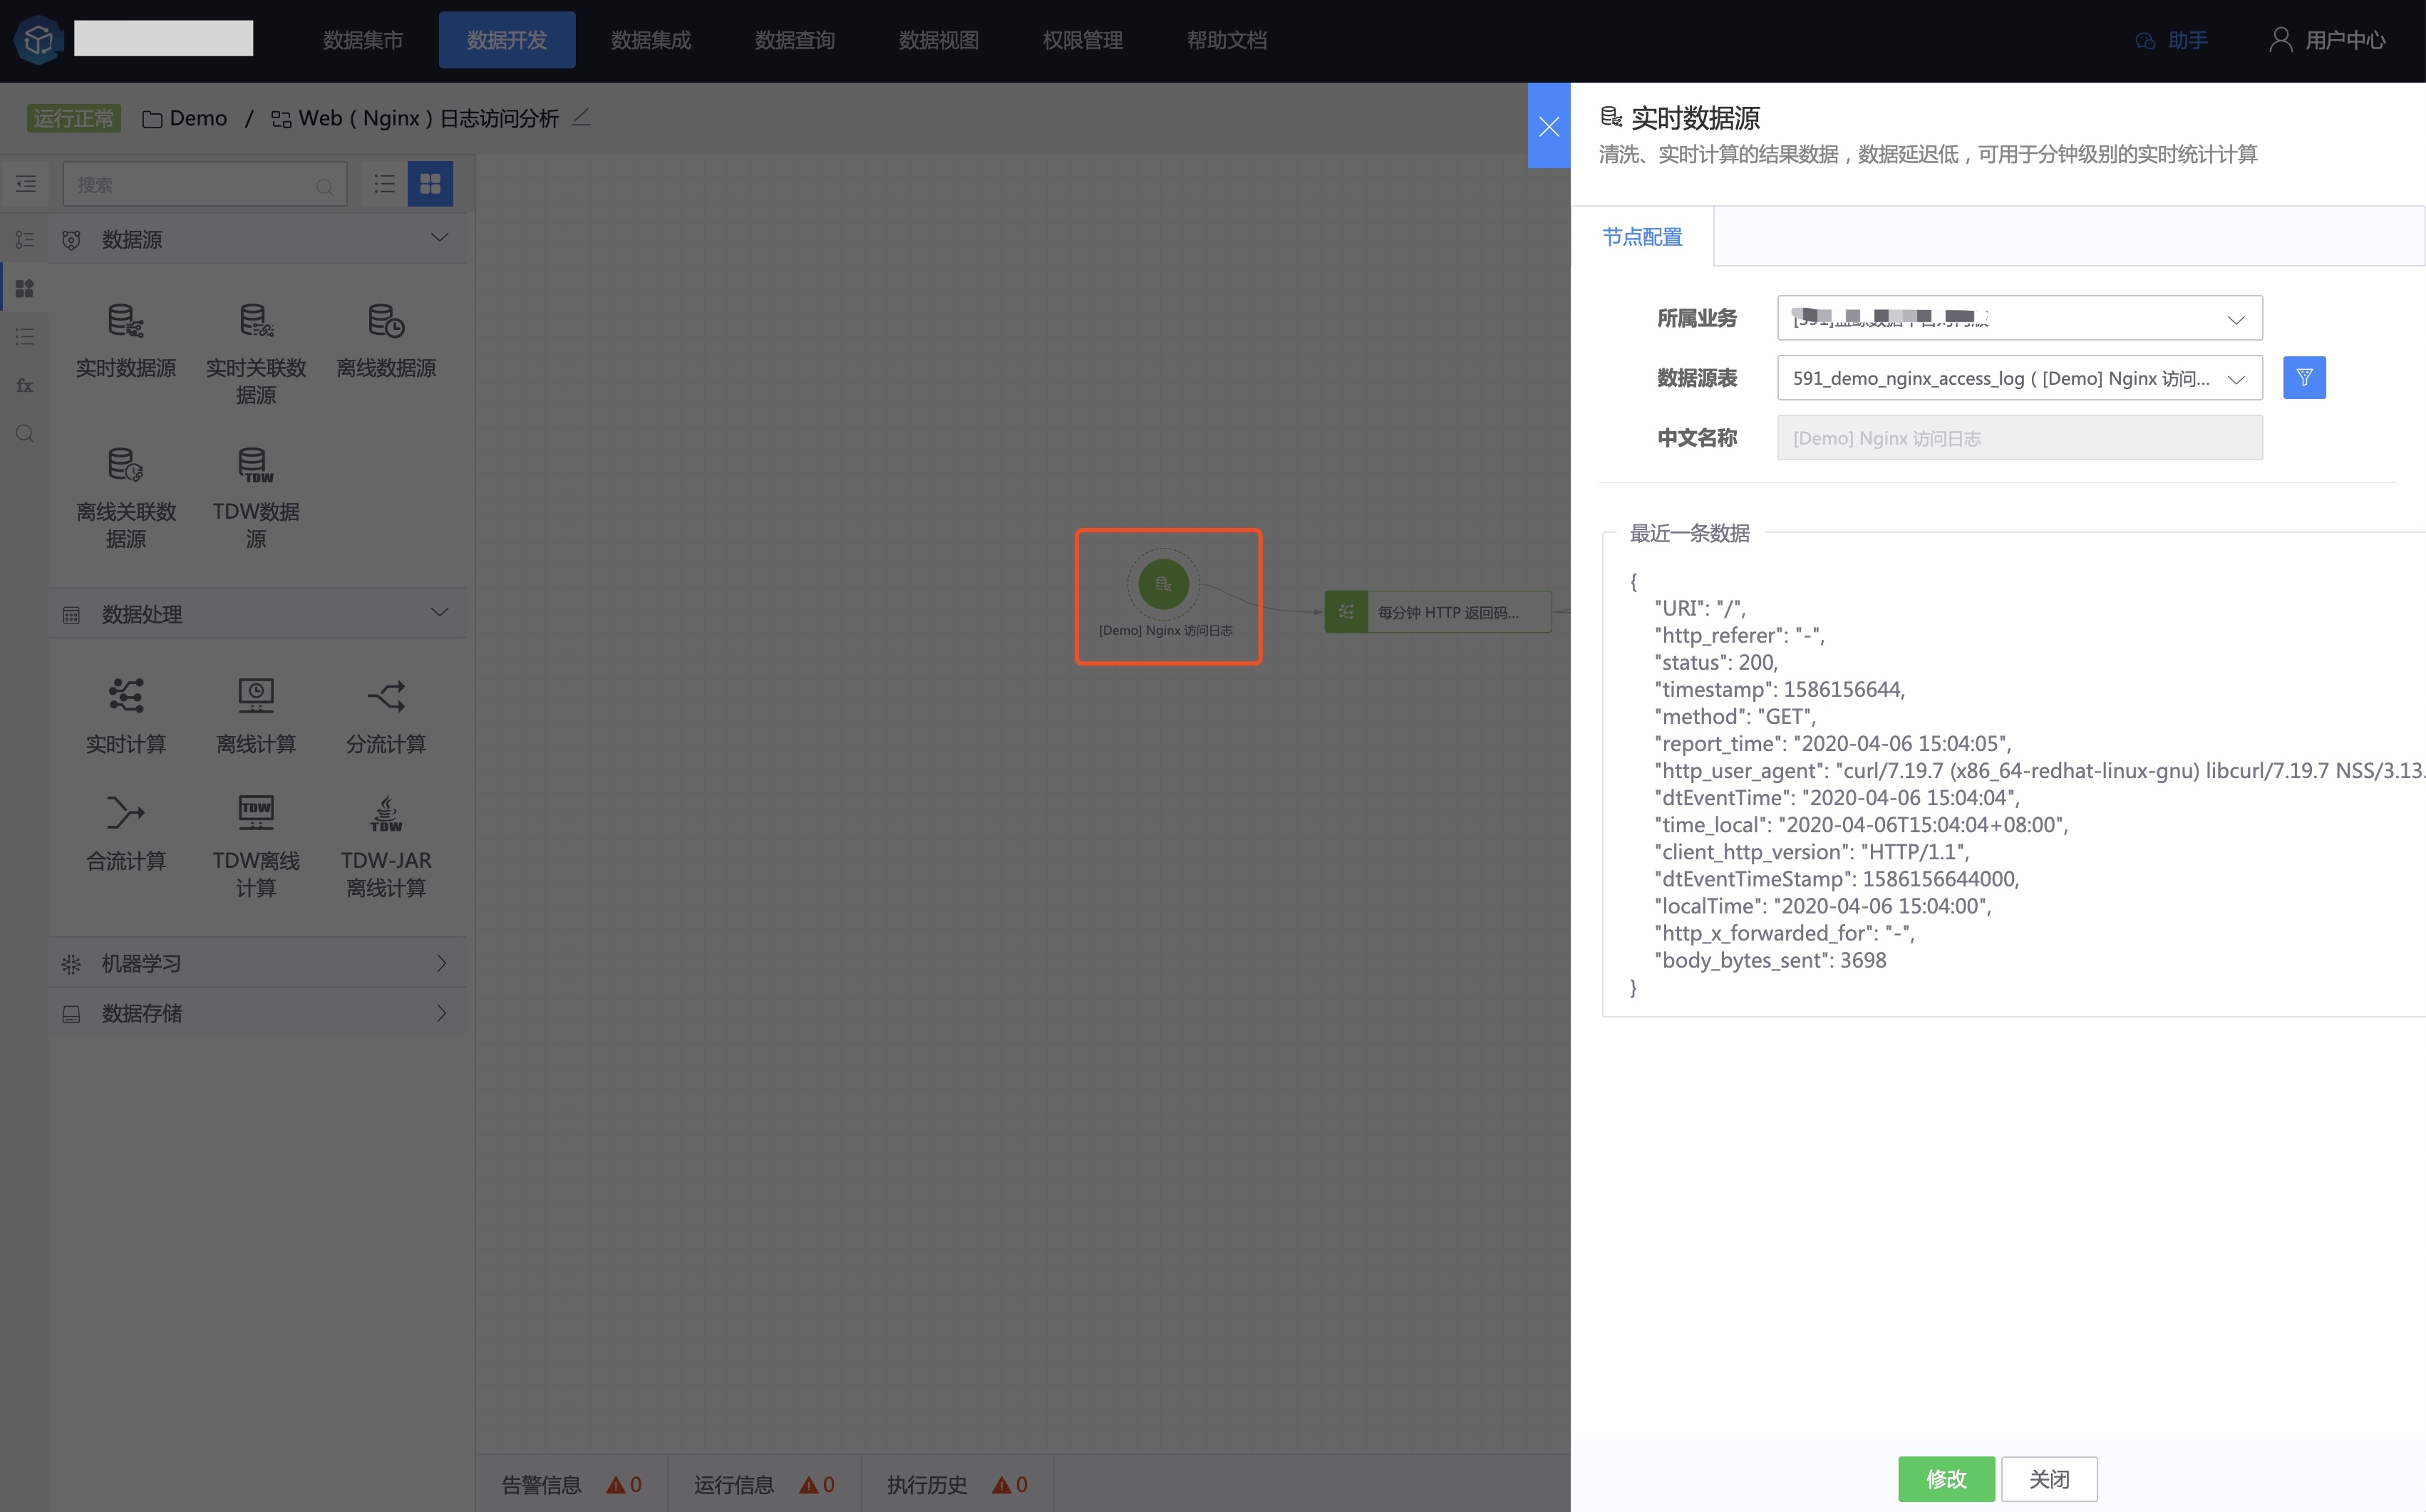 数据集市 数据开发 数据集成 数据查询 数据视图 权限管理 帮助文档 助手 用户中心
运行正常 Demo / Web ( Nginx ) 日志访问分析
搜索
数据源
实时数据源 实时关联数据源 离线数据源
离线关联数据源 TDW TDW数据源
数据处理
实时计算 离线计算 分流计算
TDW TDW
合流计算 TDW离线计算 TDW-JAR离线计算
机器学习
数据存储
fx
[Demo] Nginx 访问日志
每分钟 HTTP 返回码...
告警信息 0 运行信息 0 执行历史 0
实时数据源
清洗、实时计算的结果数据，数据延迟低，可用于分钟级别的实时统计计算
节点配置
所属业务
数据源表 591_demo_nginx_access_log ( [Demo] Nginx 访问...
中文名称 [Demo] Nginx 访问日志
最近一条数据
{
"URI": "/",
"http_referer": "-",
"status": 200,
"timestamp": 1586156644,
"method": "GET",
"report_time": "2020-04-06 15:04:05",
"http_user_agent": "curl/7.19.7 (x86_64-redhat-linux-gnu) libcurl/7.19.7 NSS/3.13.
"dtEventTime": "2020-04-06 15:04:04",
"time_local": "2020-04-06T15:04:04+08:00",
"client_http_version": "HTTP/1.1",
"dtEventTimeStamp": 1586156644000,
"localTime": "2020-04-06 15:04:00",
"http_x_forwarded_for": "-",
"body_bytes_sent": 3698
}
修改 关闭